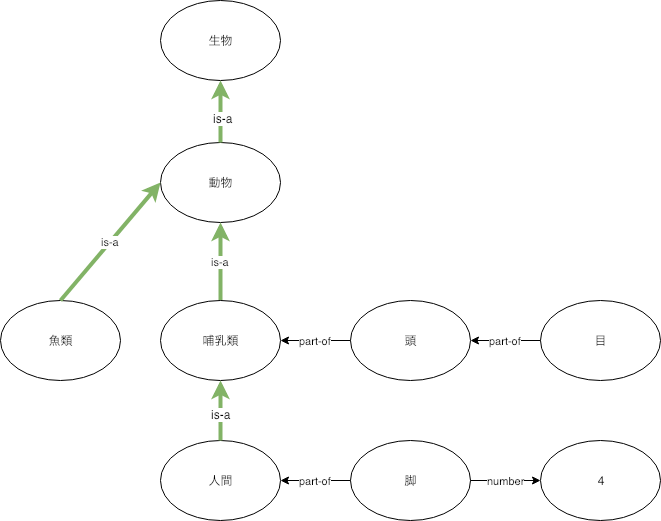 生物
is-a
動物
is-a
is-a
魚類
哺乳類
part-of
頭
part-of
目
is-a
人間
part-of
脚
number
4